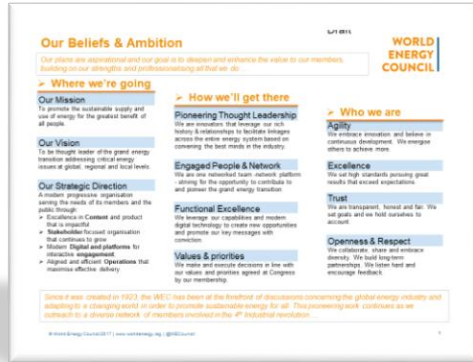 Draft
Our Beliefs & Ambition
WORLD
ENERGY
COUNCIL
Our plans are aspirational and our goal is to deepen and enhance the value to our members,
building on our strengths and professionalising all that we do
➢ Where we're going
Our Mission
To promote the sustainable supply and
use of energy for the greatest benefit of
all people.
Our Vision
To be thought leader of the grand energy
transition addressing critical energy
issues at global, regional and local levels
Our Strategic Direction
A modern progressive organisation
serving the needs of its members and the
public through:
➢ Excellence in Content and product
that is impactful
➢ Stakeholder focused organisation
that continues to grow
➢ Modern Digital and platforms for
interactive engagement.
➢ Aligned and efficient Operations that
maximise effective delivery
➢ How we'll get there
Pioneering Thought Leadership
We are innovators that leverage our rich
history & relationships to facilitate linkages
across the entire energy system based on
convening the best minds in the industry.
Engaged People & Network
We are one networked team -network platform
- striving for the opportunity to contribute to
and pioneer the grand energy transition
Functional Excellence
We leverage our capabilities and modern
digital technology to create new opportunities
and promote our key messages with
conviction.
Values & priorities
We make and execute decisions in line with
our values and priorities agreed at Congress
by our membership.
➢ Who we are
Agility
We embrace innovation and believe in
continuous development. We energise
others to achieve more.
Excellence
We set high standards pursuing great
results that exceed expectations
Trust
We are transparent, honest and fair. We
set goals and we hold ourselves to
account.
Openness & Respect
We collaborate, share and embrace
diversity. We build long-term
partnerships. We listen hard and
encourage feedback.
Since it was created in 1923, the WEC has been at the forefront of discussions concerning the global energy industry and
adapting to a changing world in order to promote sustainable energy for all. This pioneering work continues as we
outreach to a diverse network of members involved in the 4th Industrial revolution…
© World Energy Council 2017 | www.worldenergy.org | @WECouncil